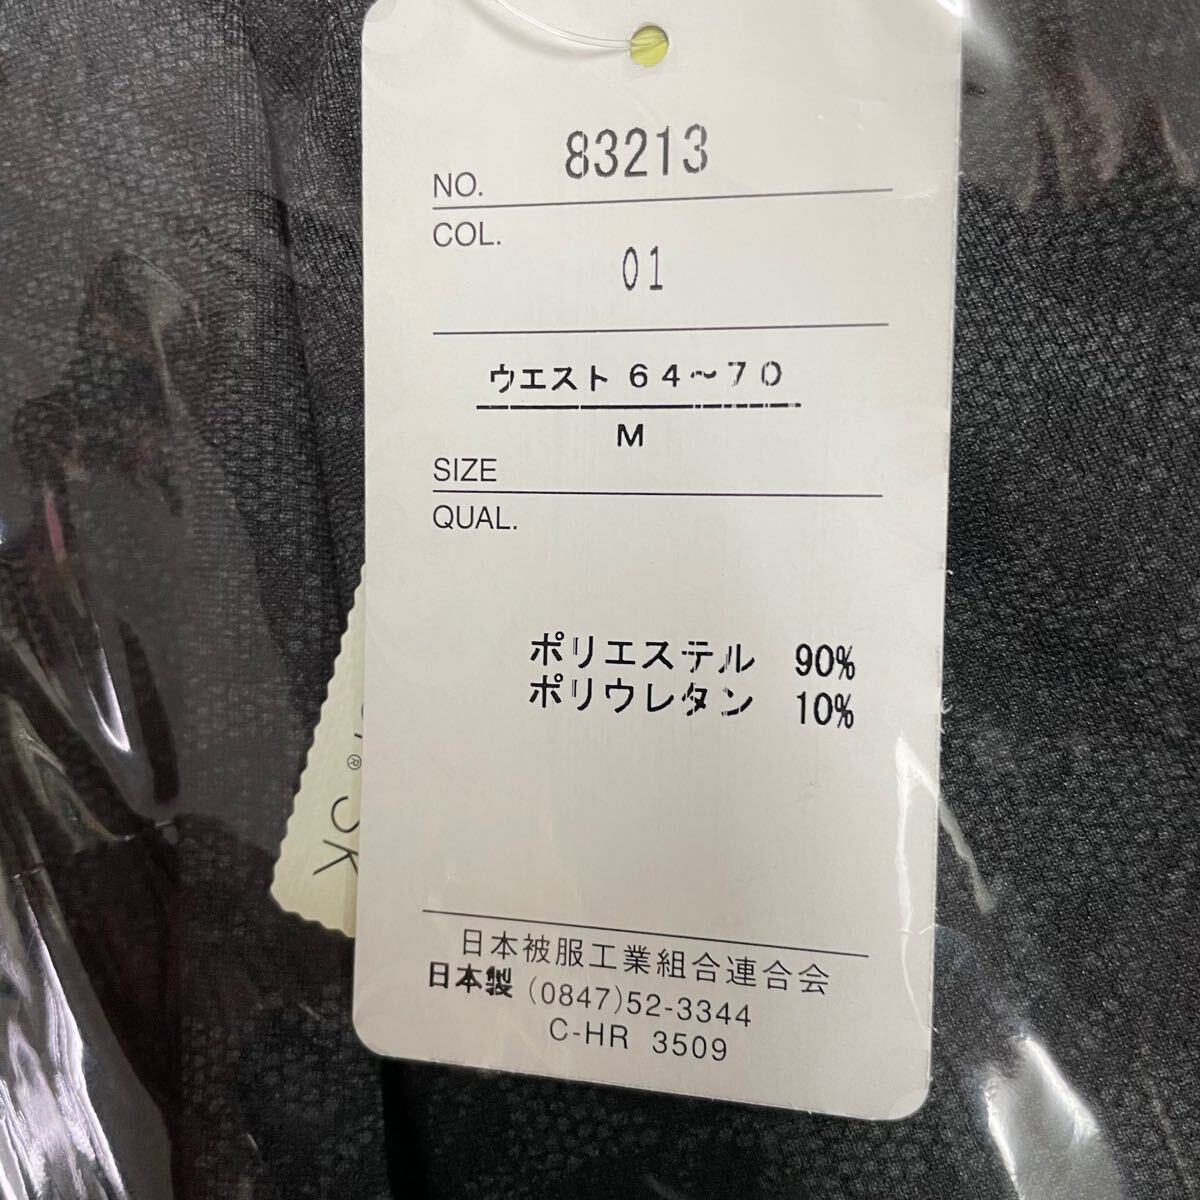 NO. 83213
COL.
01
ウエスト 64～70
M
SIZE
QUAL.
ポリエステル 90%
ポリウレタン 10%
日本被服工業組合連合会
日本製 (0847)52-3344
C-HR 3509
® JK